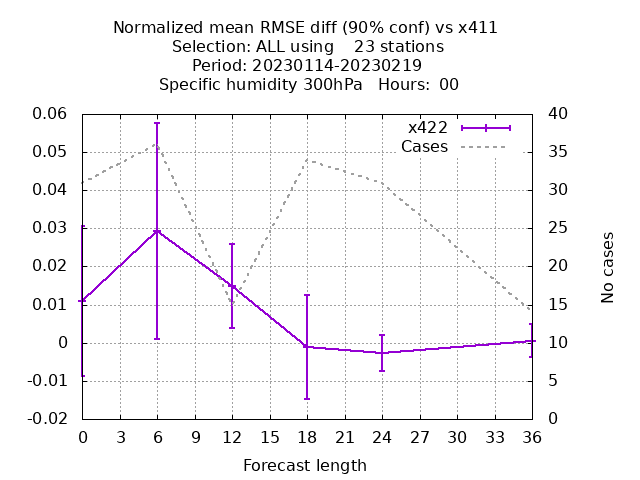 Normalized mean RMSE diff (90% conf) vs x411
Selection: ALL using    23 stations
Period: 20230114-20230219
Specific humidity 300hPa   Hours:  00
0.06
0.05
0.04
0.03
0.02
0.01
0
-0.01
-0.02
x422
Cases
40
35
30
25
20
15
10
5
0
No cases
0 3 6 9 12 15 18 21 24 27 30 33 36
Forecast length